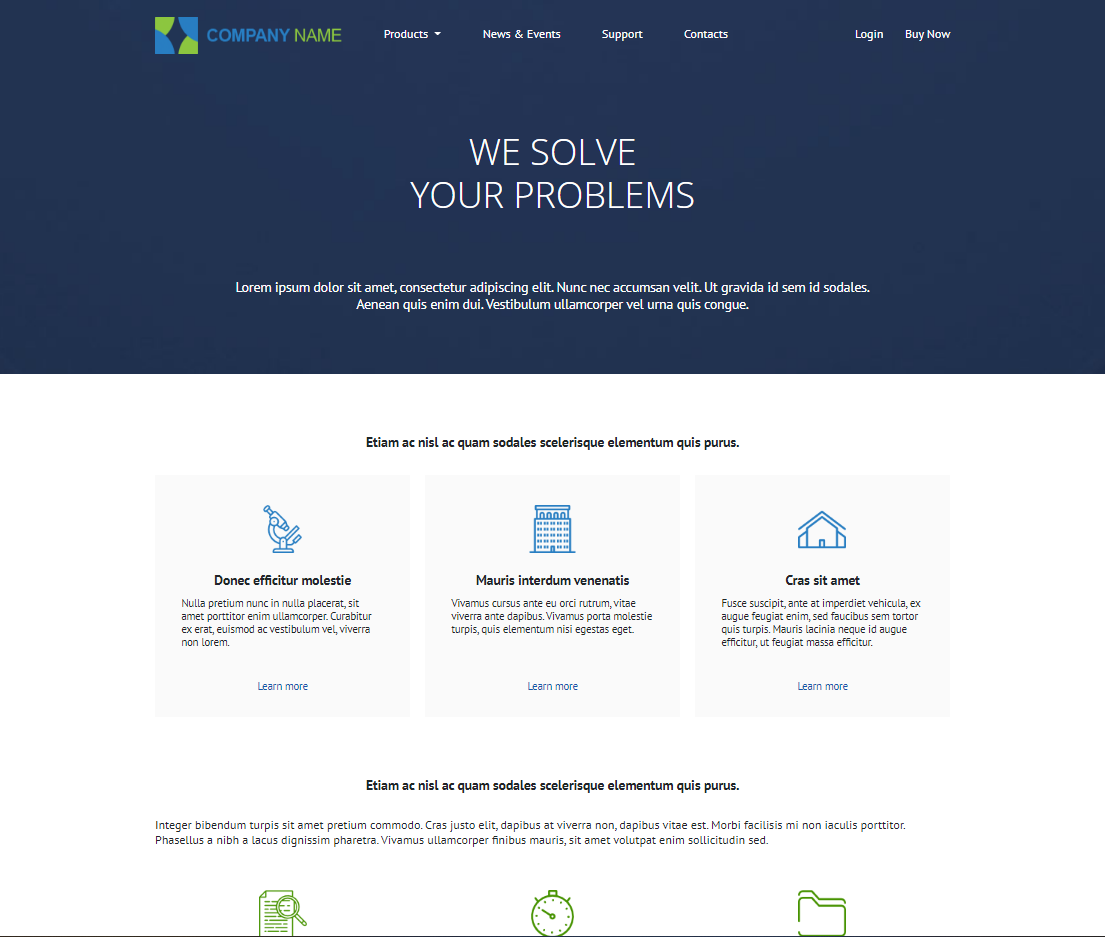 COMPANY NAME
Products
News & Events
Support
Contacts
Login
Buy Now
WE SOLVE
YOUR PROBLEMS
Lorem ipsum dolor sit amet, consectetur adipiscing elit. Nunc nec accumsan velit. Ut gravida id sem id sodales.
Aenean quis enim dui. Vestibulum ullamcorper vel urna quis congue.
Etiam ac nisl ac quam sodales scelerisque elementum quis purus.
Donec efficitur molestie
Nulla pretium nunc in nulla placerat, sit
amet porttitor enim ullamcorper. Curabitur
ex erat, euismod ac vestibulum vel, viverra
non lorem.
Learn more
Mauris interdum venenatis
Vivamus cursus ante eu orci rutrum, vitae
viverra ante dapibus. Vivamus porta molestie
turpis, quis elementum nisi egestas eget.
Learn more
Cras sit amet
Fusce suscipit, ante at imperdiet vehicula, ex
augue feugiat enim, sed faucibus sem tortor
quis turpis. Mauris lacinia neque id augue
efficitur, ut feugiat massa efficitur.
Learn more
Etiam ac nisl ac quam sodales scelerisque elementum quis purus.
Integer bibendum turpis sit amet pretium commodo. Cras justo elit, dapibus at viverra non, dapibus vitae est. Morbi facilisis mi non iaculis porttitor.
Phasellus a nibh a lacus dignissim pharetra. Vivamus ullamcorper finibus mauris, sit amet volutpat enim sollicitudin sed.